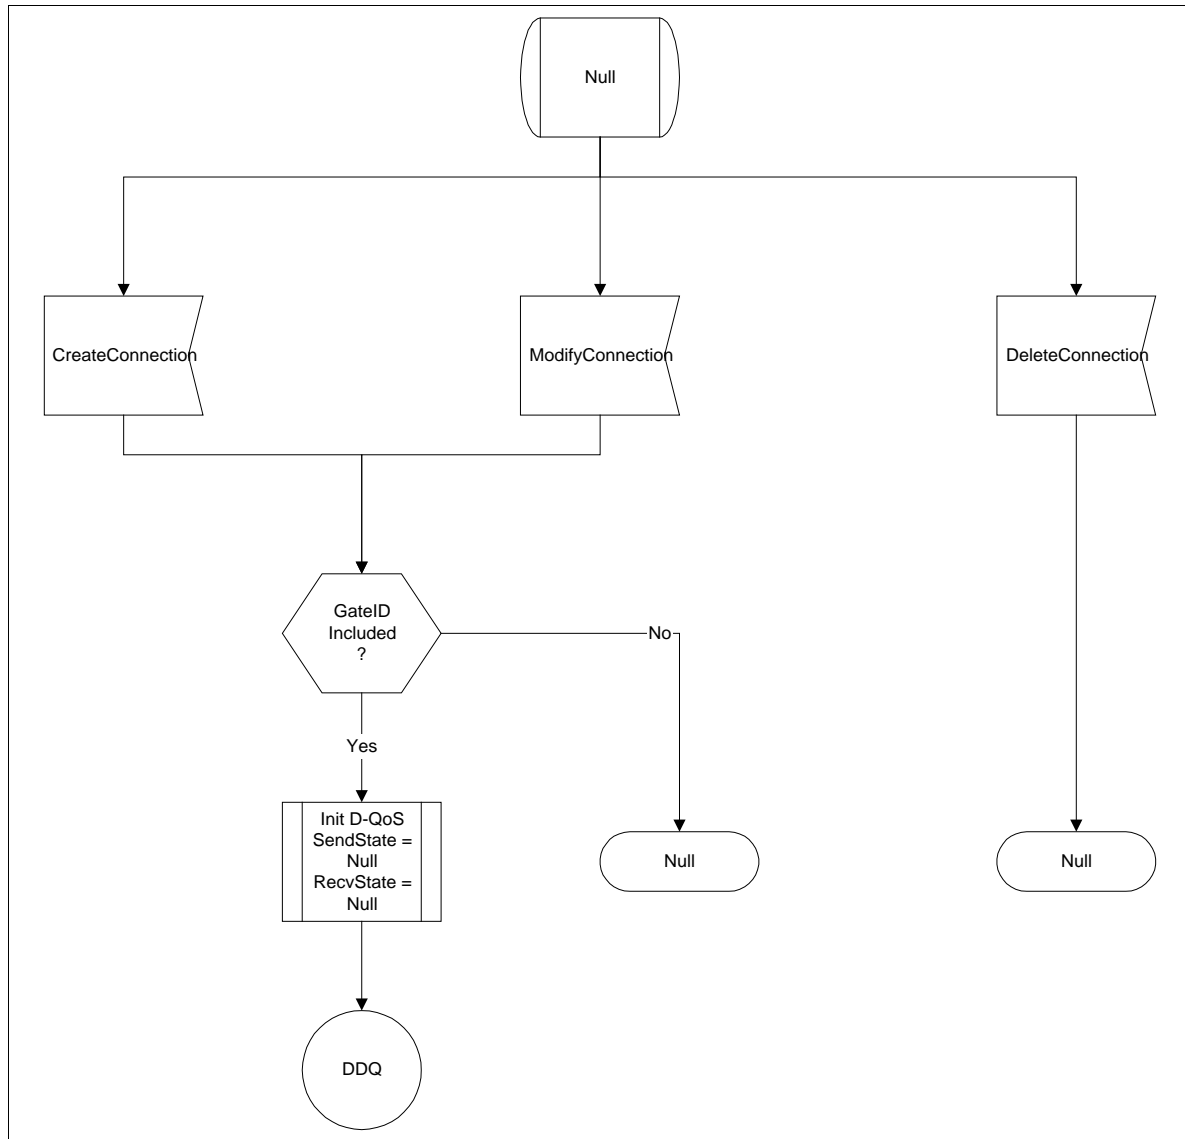 Null
CreateConnection
ModifyConnection
DeleteConnection
GateID
Included
?
No
Yes
Init D-QoS
SendState =
Null
RecvState =
Null
Null
Null
DDQ